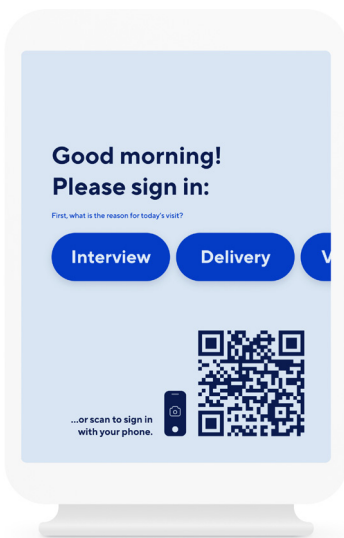 Good morning!
Please sign in:
First, what is the reason for today's visit?
Interview Delivery V
...or scan to sign in
with your phone.